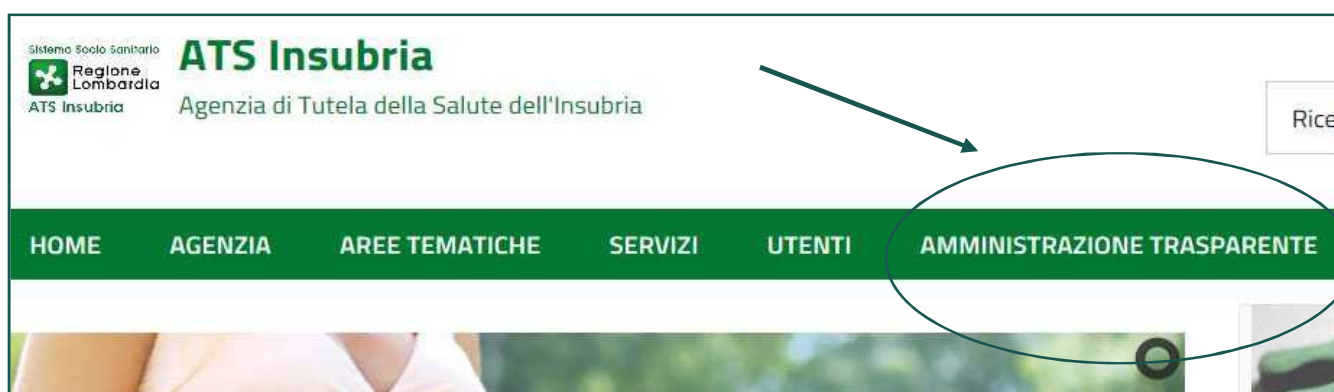 Sistema Socio Sanitario
Regione
Lombardia
ATS Insubria
ATS Insubria
Agenzia di Tutela della Salute dell'Insubria
Rice
HOME AGENZIA AREE TEMATICHE SERVIZI UTENTI AMMINISTRAZIONE TRASPARENTE